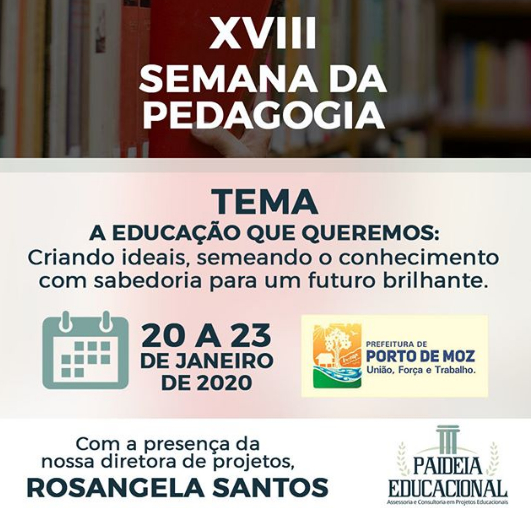 XVIII
SEMANA DA
PEDAGOGIA
TEMA
A EDUCAÇÃO QUE QUEREMOS:
Criando ideais, semeando o conhecimento
com sabedoria para um futuro brilhante.
20 A 23
DE JANEIRO
DE 2020
PREFEITURA DE
PORTO DE MOZ
União, Força e Trabalho.
Com a presença da
nossa diretora de projetos,
ROSANGELA SANTOS
PAIDEIA
EDUCACIONAL
Assessoria e Consultoria em Projetos Educacionais